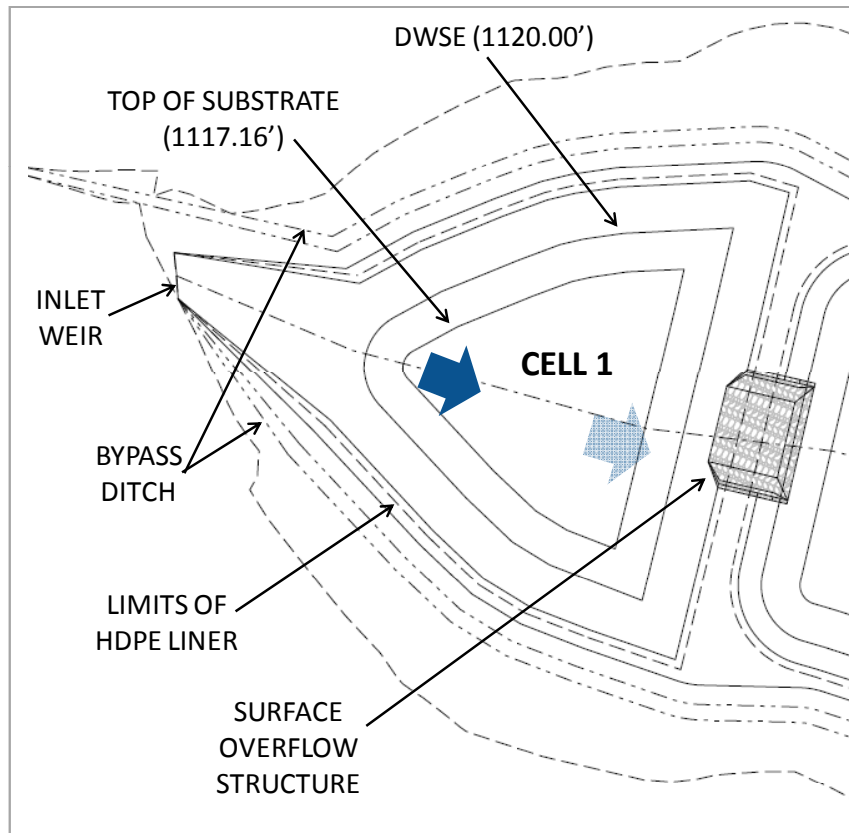 DWSE (1120.00’)
TOP OF SUBSTRATE
(1117.16’)
INLET
WEIR
CELL 1
BYPASS
DITCH
LIMITS OF
HDPE LINER
SURFACE
OVERFLOW
STRUCTURE